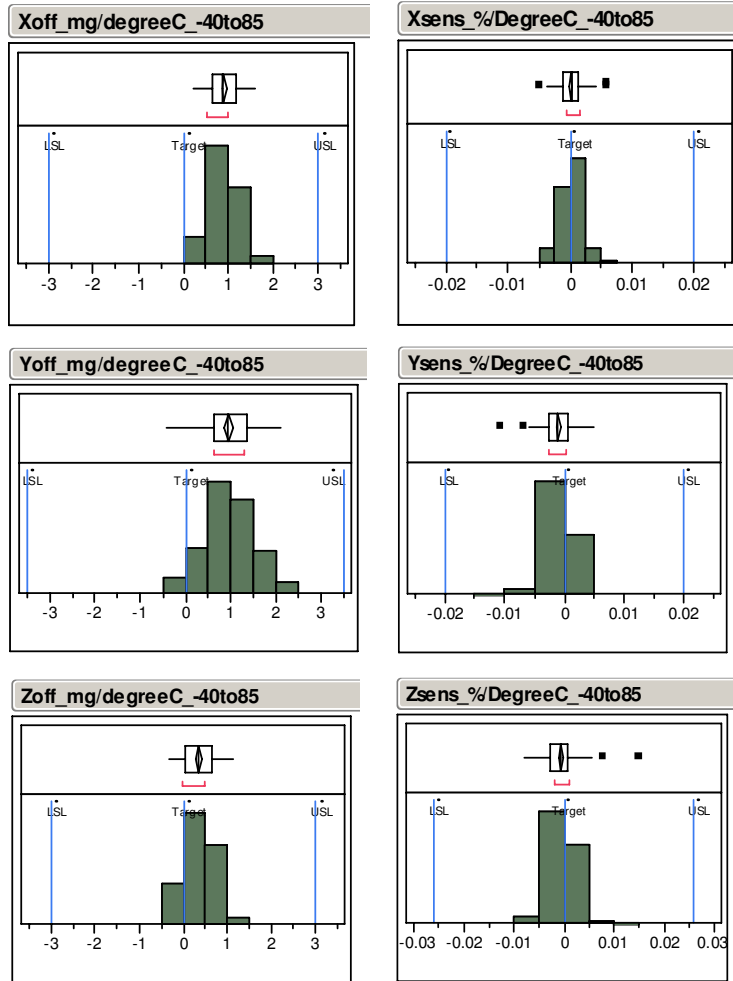 Xoff_mg/degreeC_-40to85
LSL Target USL
-3 -2 -1 0 1 2 3
Xsens_%/DegreeC_-40to85
LSL Target USL
-0.02 -0.01 0 0.01 0.02
Yoff_mg/degreeC_-40to85
LSL Target USL
-3 -2 -1 0 1 2 3
Ysens_%/DegreeC_-40to85
LSL Target USL
-0.02 -0.01 0 0.01 0.02
Zoff_mg/degreeC_-40to85
LSL Target USL
-3 -2 -1 0 1 2 3
Zsens_%/DegreeC_-40to85
LSL Target USL
-0.03 -0.02 -0.01 0 0.01 0.02 0.03